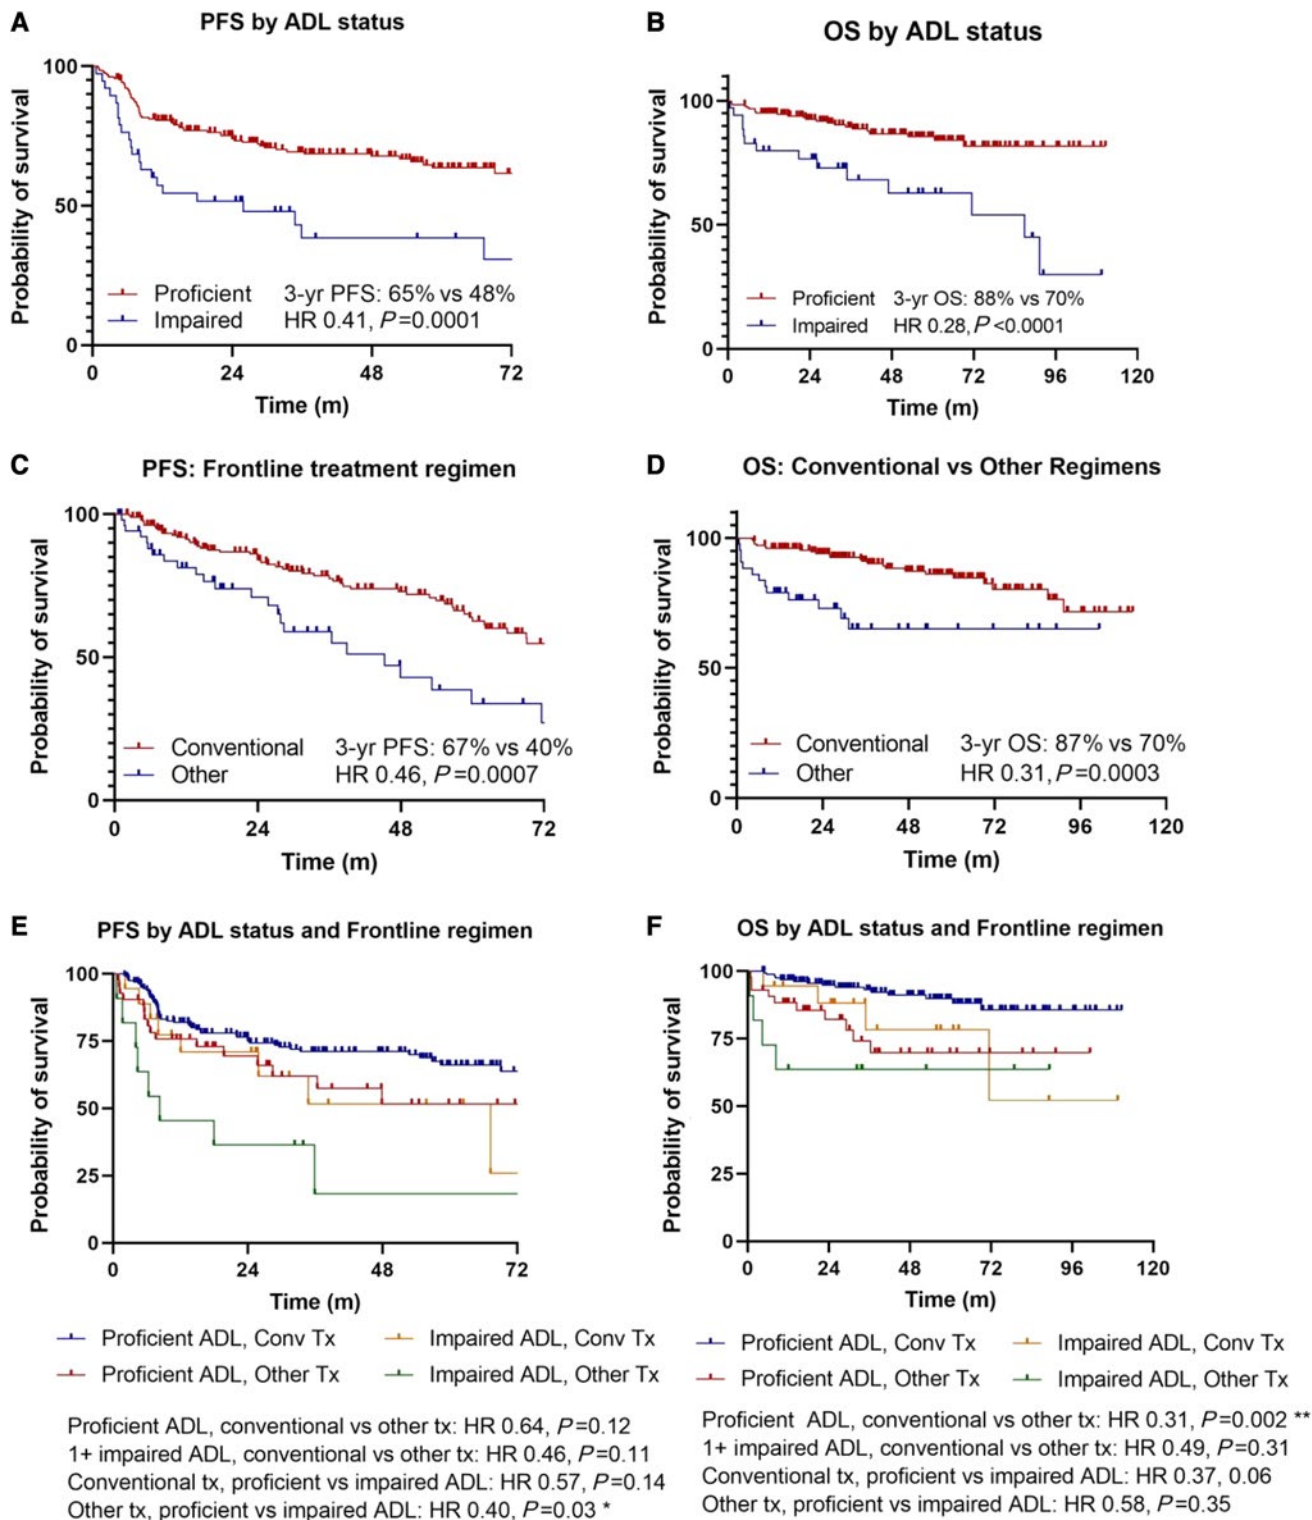 A
PFS by ADL status
Probability of survival
100
50
0
0 24 48 72
Time (m)
Proficient 3-yr PFS: 65% vs 48%
Impaired HR 0.41, P=0.0001
B
OS by ADL status
Probability of survival
100
50
0
0 24 48 72 96 120
Time (m)
Proficient 3-yr OS: 88% vs 70%
Impaired HR 0.28, P <0.0001
C
PFS: Frontline treatment regimen
Probability of survival
100
50
0
0 24 48 72
Time (m)
Conventional 3-yr PFS: 67% vs 40%
Other HR 0.46, P=0.0007
D
OS: Conventional vs Other Regimens
Probability of survival
100
50
0
0 24 48 72 96 120
Time (m)
Conventional 3-yr OS: 87% vs 70%
Other HR 0.31, P=0.0003
E
PFS by ADL status and Frontline regimen
Probability of survival
100
75
50
25
0
0 24 48 72
Time (m)
Proficient ADL, Conv Tx Impaired ADL, Conv Tx
Proficient ADL, Other Tx Impaired ADL, Other Tx
Proficient ADL, conventional vs other tx: HR 0.64, P=0.12
1+ impaired ADL, conventional vs other tx: HR 0.46, P=0.11
Conventional tx, proficient vs impaired ADL: HR 0.57, P=0.14
Other tx, proficient vs impaired ADL: HR 0.40, P=0.03 *
F
OS by ADL status and Frontline regimen
Probability of survival
100
75
50
25
0
0 24 48 72 96 120
Time (m)
Proficient ADL, Conv Tx Impaired ADL, Conv Tx
Proficient ADL, Other Tx Impaired ADL, Other Tx
Proficient ADL, conventional vs other tx: HR 0.31, P=0.002 **
1+ impaired ADL, conventional vs other tx: HR 0.49, P=0.31
Conventional tx, proficient vs impaired ADL: HR 0.37, 0.06
Other tx, proficient vs impaired ADL: HR 0.58, P=0.35